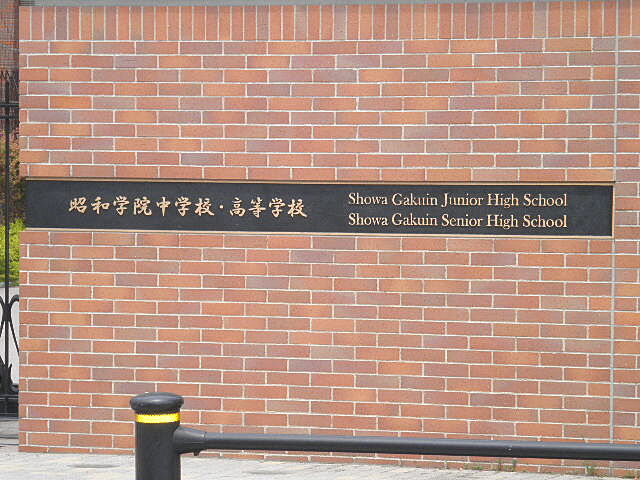 昭和学院中学校・高等学校
Showa Gakuin Junior High School
Showa Gakuin Senior High School